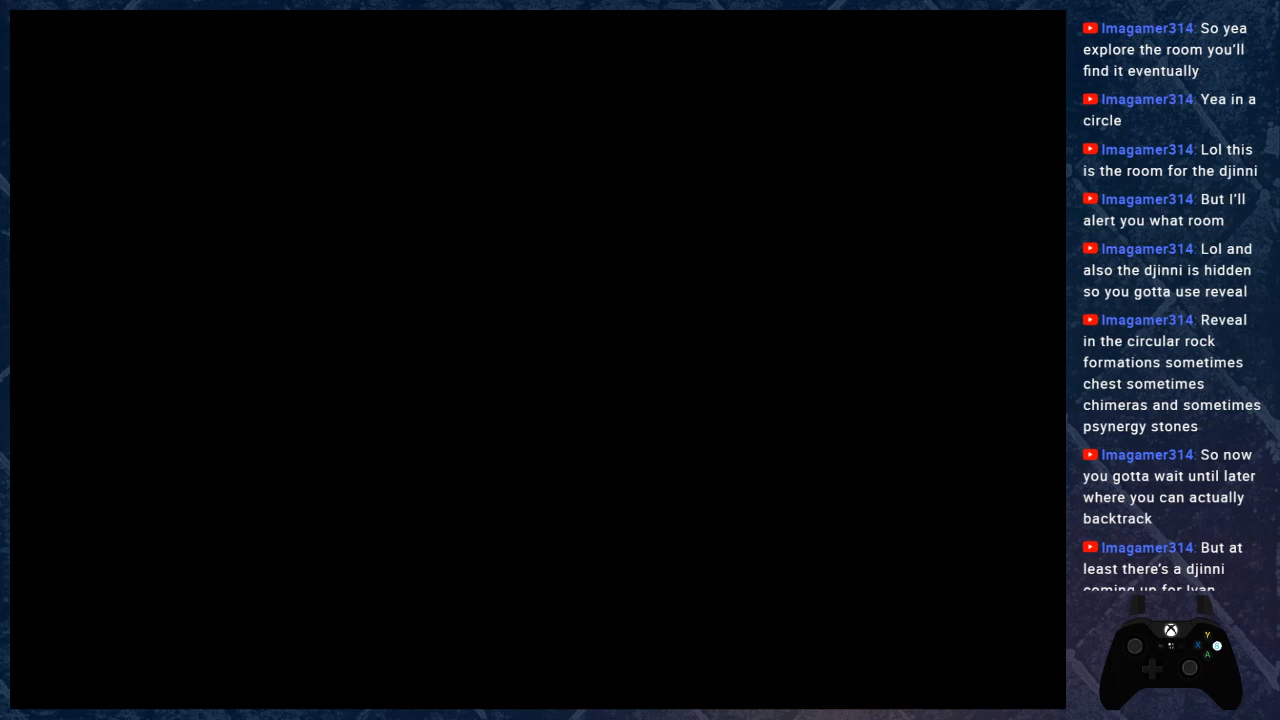 Imagamer314: So yea
explore the room you'll
find it eventually
Imagamer314: Yea in a
circle
Imagamer314: Lol this
is the room for the djinni
Imagamer314: But I'll
alert you what room
Imagamer314: Lol and
also the djinni is hidden
so you gotta use reveal
Imagamer314: Reveal
in the circular rock
formations sometimes
chest sometimes
chimeras and sometimes
psynergy stones
Imagamer314: So now
you gotta wait until later
where you can actually
backtrack
Imagamer314: But at
least there's a djinni
coming up for Ivan
Y
X
A